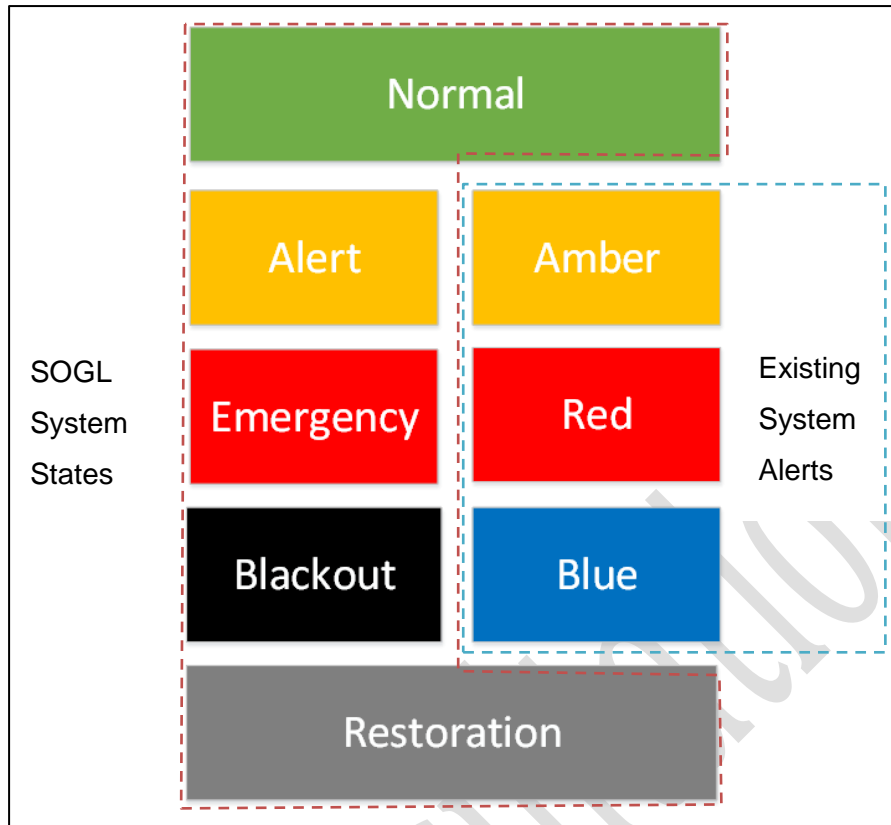 Normal
Alert
Amber
SOGL
System
States
Emergency
Red
Existing
System
Alerts
Blackout
Blue
Restoration